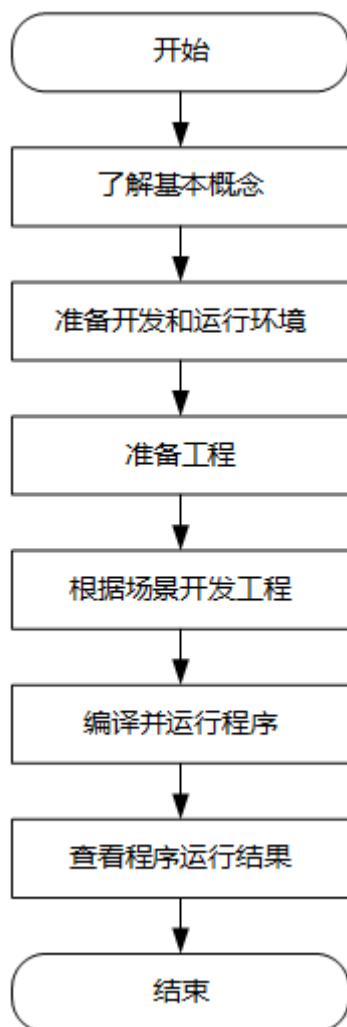 开始
了解基本概念
准备开发和运行环境
准备工程
根据场景开发工程
编译并运行程序
查看程序运行结果
结束